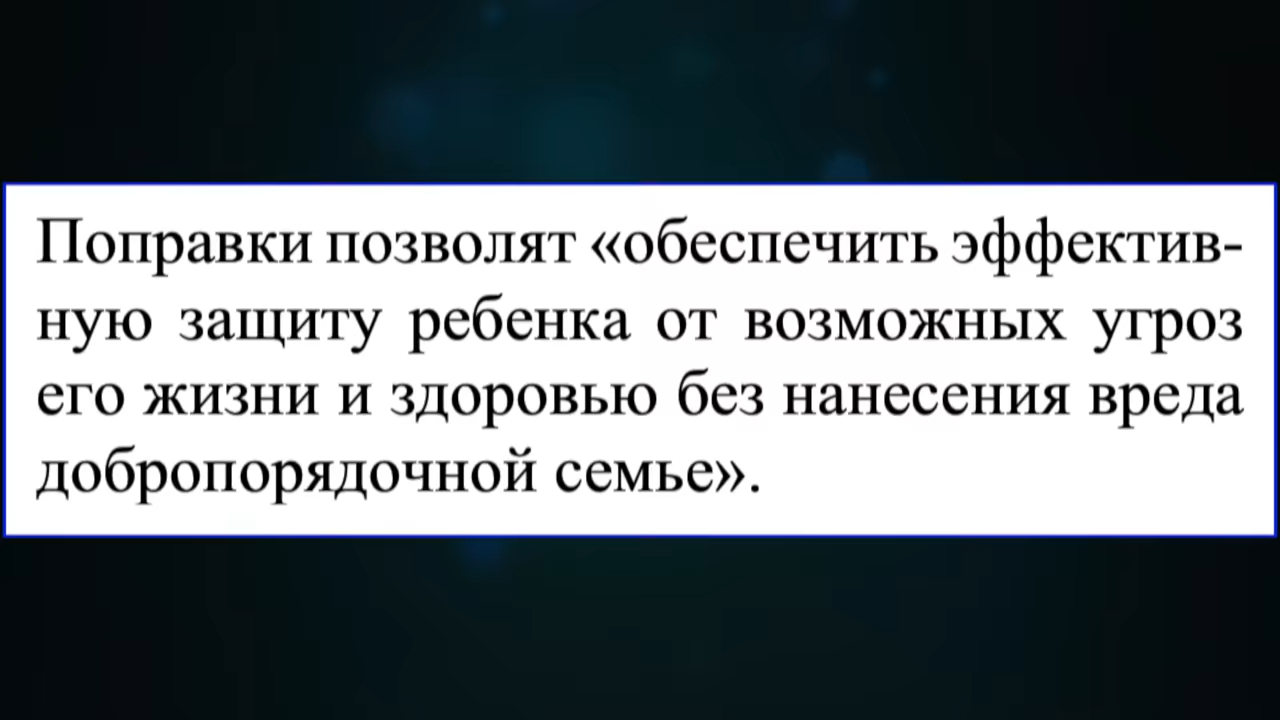 Поправки позволят «обеспечить эффектив-
ную защиту ребенка от возможных угроз
его жизни и здоровью без нанесения вреда
добропорядочной семье».